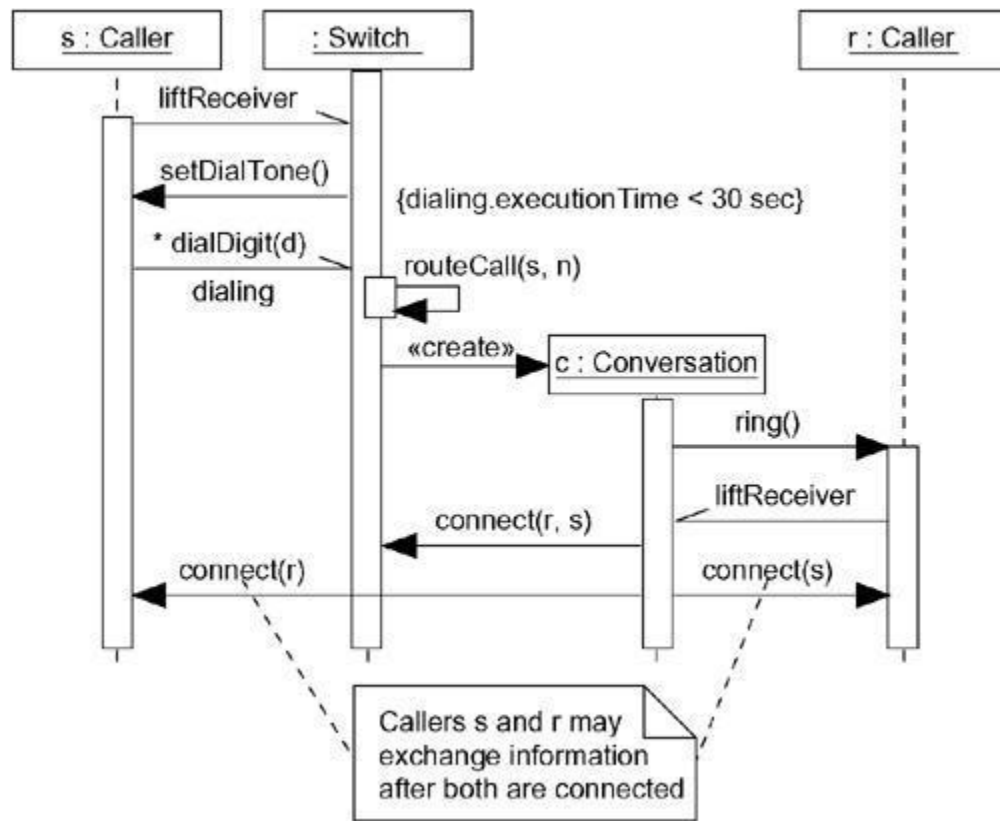 s : Caller
: Switch
r : Caller
liftReceiver
setDialTone()
{dialing.executionTime < 30 sec}
* dialDigit(d)
dialing
routeCall(s, n)
«create»
c : Conversation
ring()
liftReceiver
connect(r, s)
connect(r)
connect(s)
Callers s and r may
exchange information
after both are connected